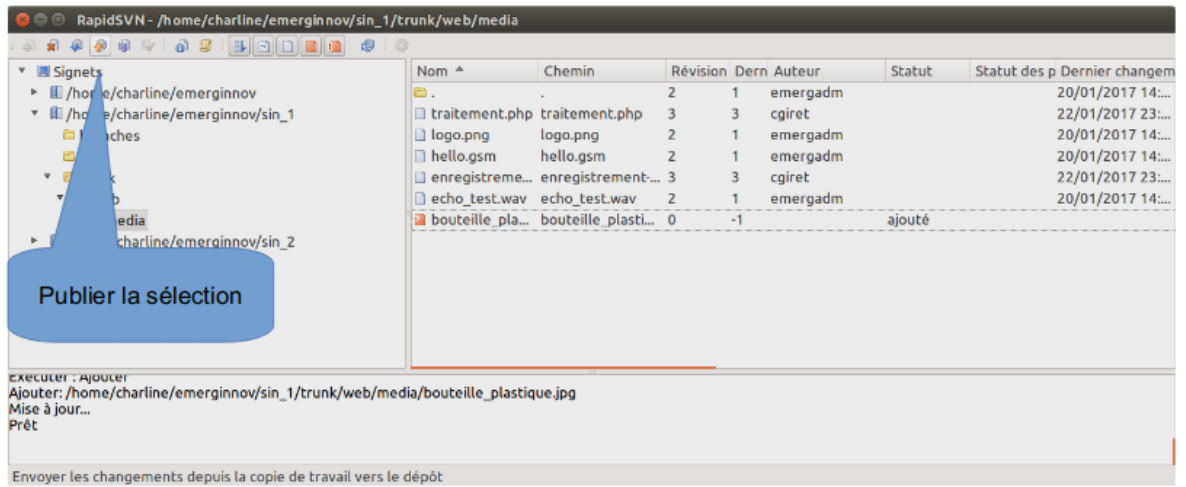 RapidSVN - /home/charline/emerginnov/sin_1/trunk/web/media
Signets
/home/charline/emerginnov
/home/charline/emerginnov/sin_1
ches
edia
charline/emerginnov/sin_2
Publier la sélection
Nom Chemin Révision Dern Auteur Statut Statut des p Dernier changem
. . 2 1 emergadm 20/01/2017 14:...
traitement.php traitement.php 3 3 cgiret 22/01/2017 23:...
logo.png logo.png 2 1 emergadm 20/01/2017 14:...
hello.gsm hello.gsm 2 1 emergadm 20/01/2017 14:...
enregistreme... enregistrement-... 3 3 cgiret 22/01/2017 23:...
echo_test.wav echo_test.wav 2 1 emergadm 20/01/2017 14:...
bouteille_pla... bouteille_plasti... 0 -1 ajouté
Exécuter : Ajouter
Ajouter: /home/charline/emerginnov/sin_1/trunk/web/media/bouteille_plastique.jpg
Mise à jour...
Prêt
Envoyer les changements depuis la copie de travail vers le dépôt